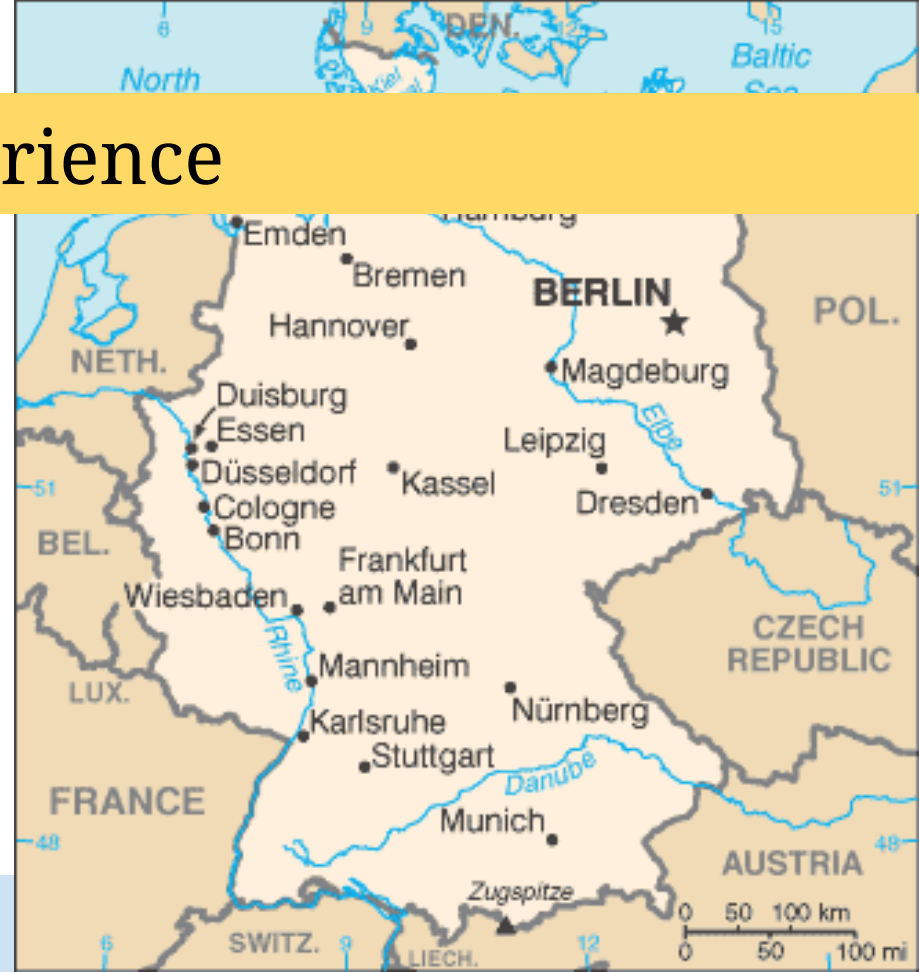 6
9
DEN.
12
15
North
Kiel
Baltic
Sea
rience
Hamburg
Emden
Bremen
BERLIN
Hannover
POL.
NETH.
Magdeburg
Duisburg
Essen
Elbe
Leipzig
Düsseldorf
Kassel
51
51
Dresden
Cologne
Bonn
BEL.
Frankfurt
am Main
Wiesbaden
CZECH
REPUBLIC
Rhine
Mannheim
LUX.
Nürnberg
Karlsruhe
Stuttgart
Danube
FRANCE
Munich
48
48
AUSTRIA
Zugspitze
0 50 100 km
SWITZ.
9
6
12
LIECH.
0 50 100 mi